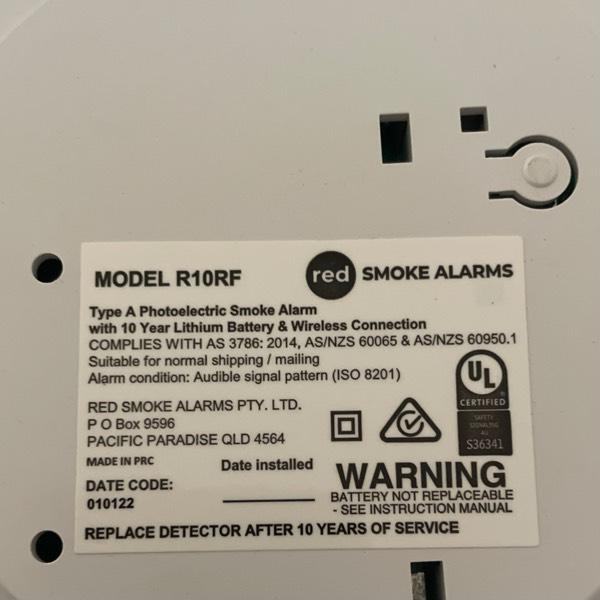 MODEL R10RF
red SMOKE ALARMS
Type A Photoelectric Smoke Alarm
with 10 Year Lithium Battery & Wireless Connection
COMPLIES WITH AS 3786: 2014, AS/NZS 60065 & AS/NZS 60950.1
Suitable for normal shipping / mailing
Alarm condition: Audible signal pattern (ISO 8201)
UL
CERTIFIED
SAFETY
SIGNALING
AU
S36341
RED SMOKE ALARMS PTY. LTD.
P O Box 9596
PACIFIC PARADISE QLD 4564
MADE IN PRC
Date installed
DATE CODE:
010122
WARNING
BATTERY NOT REPLACEABLE
- SEE INSTRUCTION MANUAL
REPLACE DETECTOR AFTER 10 YEARS OF SERVICE